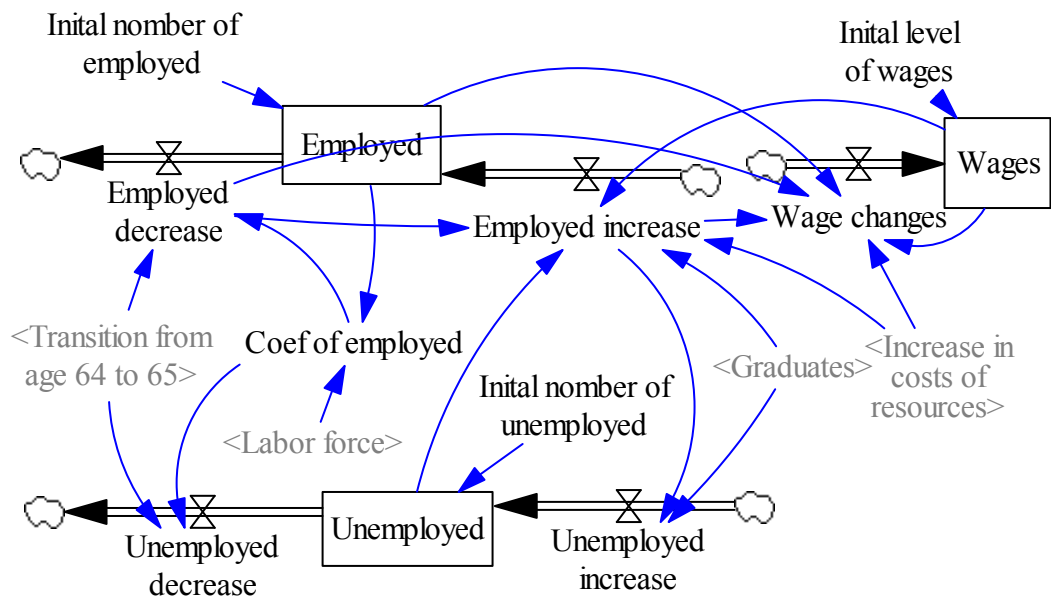 Inital nomber of
employed
Inital level
of wages
Employed
Wages
Employed
decrease
Employed increase
Wage changes
<Transition from
age 64 to 65>
Coef of employed
<Graduates>
<Increase in
costs of
resources>
<Labor force>
Inital nomber of
unemployed
Unemployed
Unemployed
decrease
Unemployed
increase